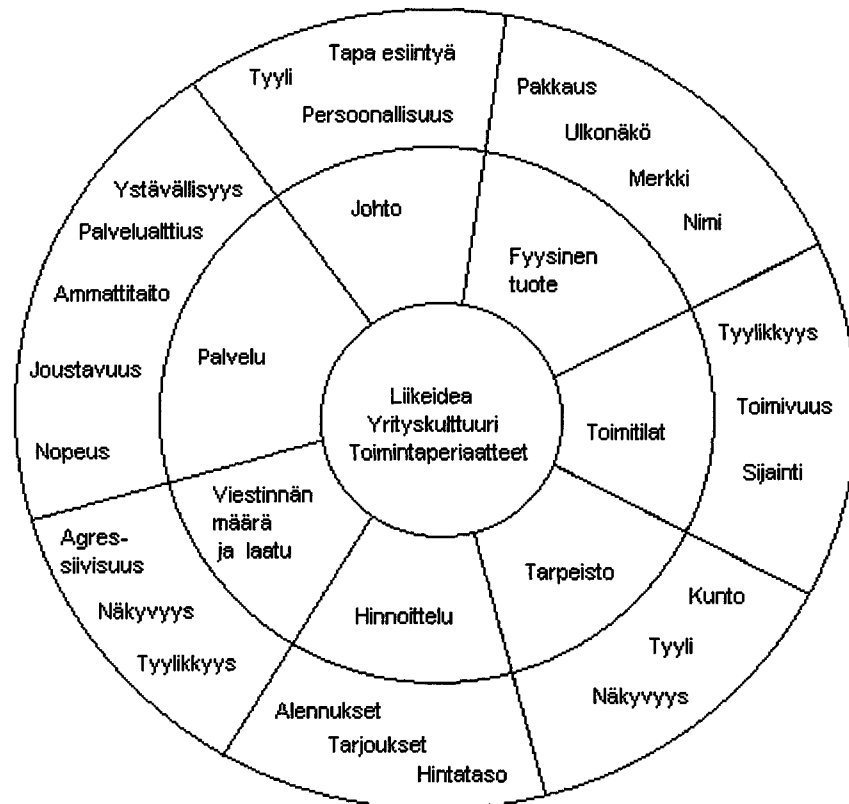 Tapa esiintyä
Tyyli
Persoonallisuus
Pakkaus
Ulkonäkö
Merkki
Nimi
Ystävällisyys
Palvelualttius
Ammattitaito
Joustavuus
Nopeus
Johto
Fyysinen
tuote
Palvelu
Liikeidea
Yrityskulttuuri
Toimintaperiaatteet
Toimitilat
Tyylikkyys
Toimivuus
Sijainti
Viestinnän
määrä
ja laatu
Agres-
siivisuus
Näkyvyys
Tyylikkyys
Hinnoittelu
Tarpeisto
Kunto
Tyyli
Näkyvyys
Alennukset
Tarjoukset
Hintataso